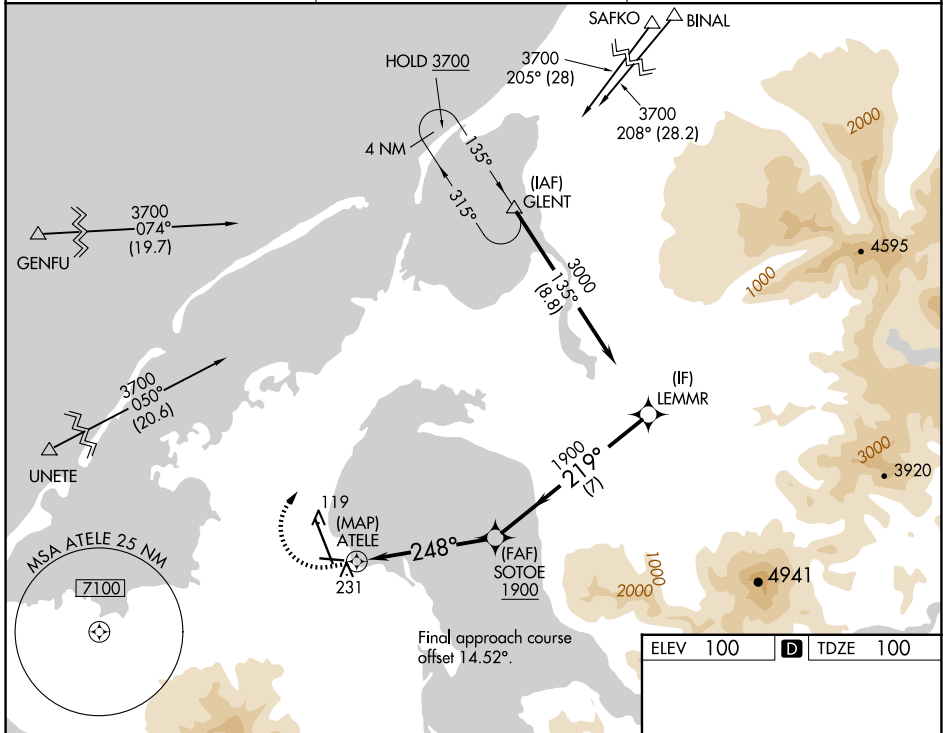 SAFKO
BINAL
HOLD 3700
3700
205° (28)
3700
208° (28.2)
2000
4 NM
135°
315°
(IAF)
GLENT
3700
074°
(19.7)
GENFU
4595
1000
3000
135°
(8.8)
3700
050°
(20.6)
UNETE
(IF)
LEMMR
1900
219°
(7)
3000
3920
119
(MAP)
ATELE
248°
(FAF)
SOTOE
1900
231
MSA ATELE 25 NM
7100
1000
2000
4941
Final approach course
offset 14.52°.
ELEV 100 D TDZE 100